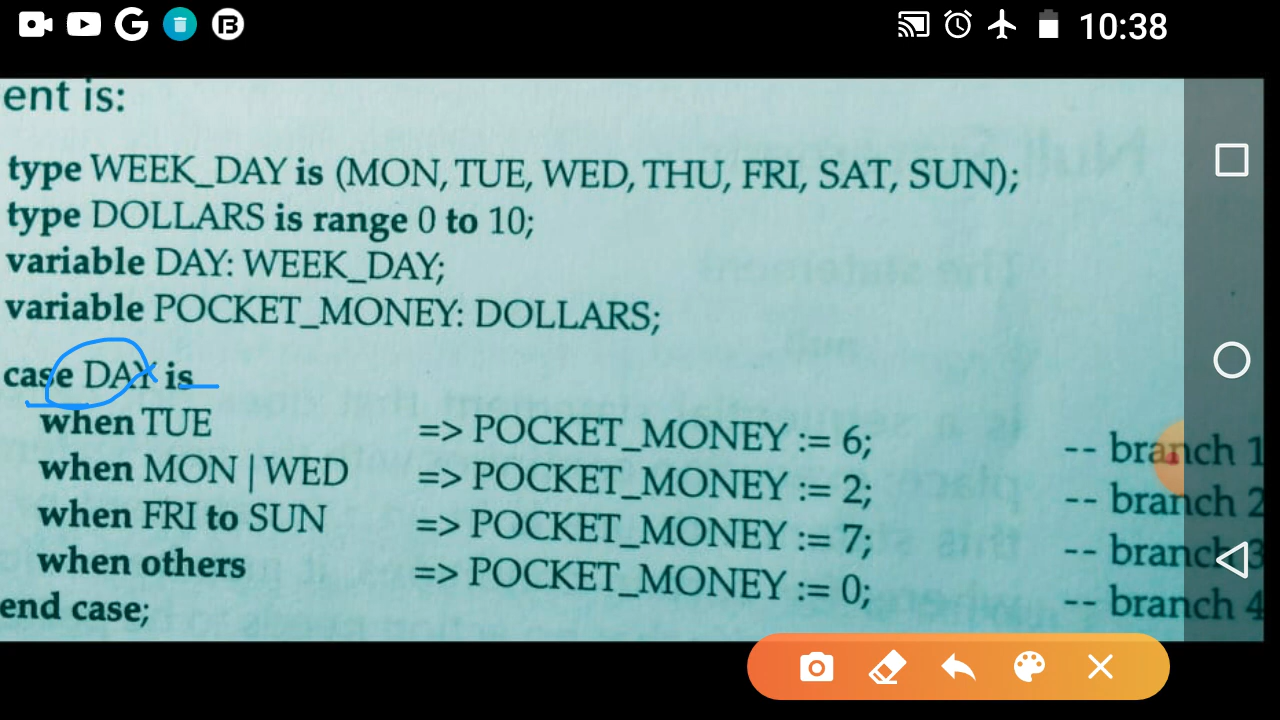 10:38
ent is:
type WEEK_DAY is (MON, TUE, WED, THU, FRI, SAT, SUN);
type DOLLARS is range 0 to 10;
variable DAY: WEEK_DAY;
variable POCKET_MONEY: DOLLARS;
case DAY is
when TUE => POCKET_MONEY := 6; -- branch 1
when MON | WED => POCKET_MONEY := 2; -- branch 2
when FRI to SUN => POCKET_MONEY := 7; -- branch 3
when others => POCKET_MONEY := 0; -- branch 4
end case;